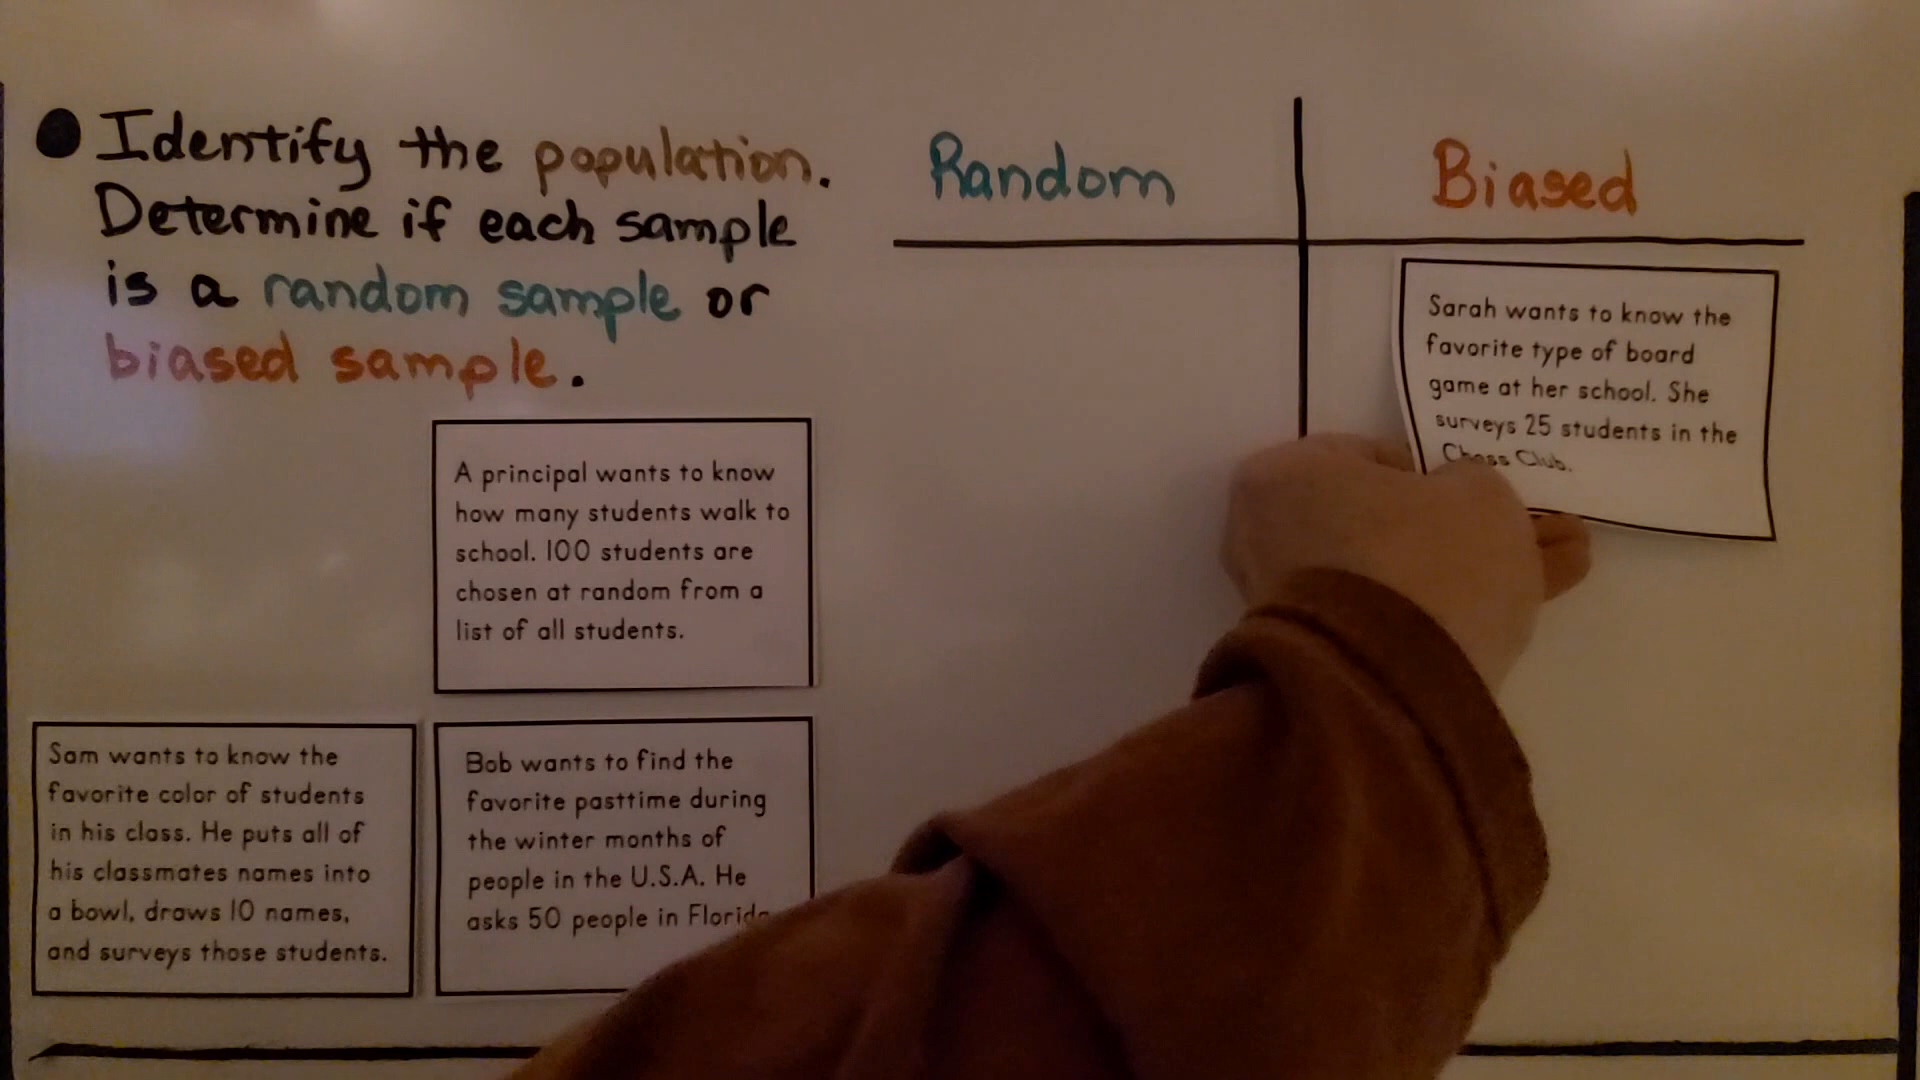 Identify the population.
Determine if each sample
is a random sample or
biased sample.
Random
Biased
Sarah wants to know the
favorite type of board
game at her school. She
surveys 25 students in the
Chess Club.
A principal wants to know
how many students walk to
school. 100 students are
chosen at random from a
list of all students.
Sam wants to know the
favorite color of students
in his class. He puts all of
his classmates names into
a bowl, draws 10 names,
and surveys those students.
Bob wants to find the
favorite pasttime during
the winter months of
people in the U.S.A. He
asks 50 people in Florida